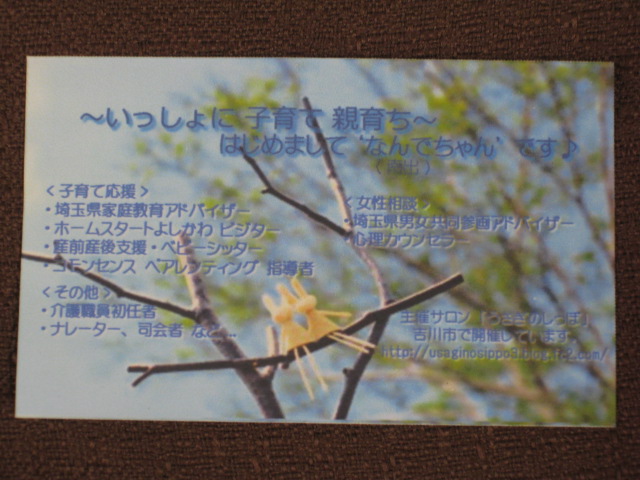 ～いっしょに 子育て 親育ち～
はじめまして ‘なんでちゃん’ です♪
＜子育て応援＞
・埼玉県家庭教育アドバイザー
・ホームスタートよしかわ ビジター
・産前産後支援・ベビーシッター
・コモンセンス ペアレンティング 指導者
＜その他＞
・介護職員初任者
・ナレーター、司会者 など…
＜女性相談＞
・埼玉県男女共同参画アドバイザー
・心理カウンセラー
主催サロン 『うさぎのしっぽ』
吉川市で開催しています。
http://usaginosippo3.blog.fc2.com/